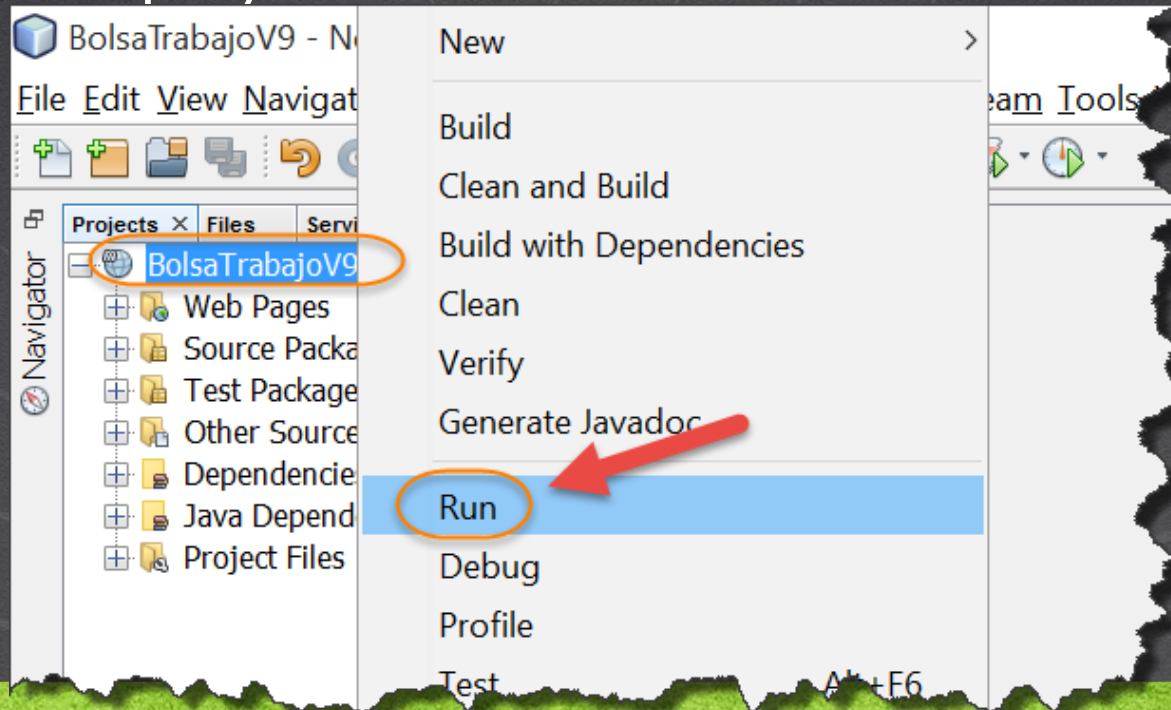 BolsaTrabajoV9 - N
New
File Edit View Navigat
am Tools
Build
Clean and Build
Projects Files Servi
Build with Dependencies
BolsaTrabajoV9
Clean
Web Pages
Source Packa
Verify
Test Package
Generate Javadoc
Other Source
Dependencie
Run
Java Depend
Debug
Project Files
Profile
Test Alt+F6
Navigator